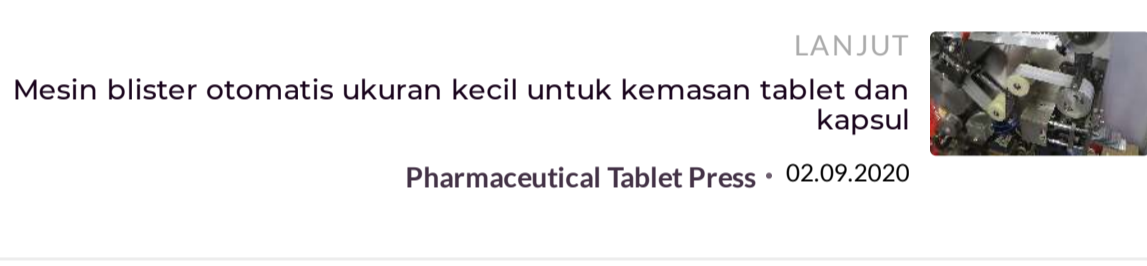 LANJUT
Mesin blister otomatis ukuran kecil untuk kemasan tablet dan
kapsul
Pharmaceutical Tablet Press • 02.09.2020